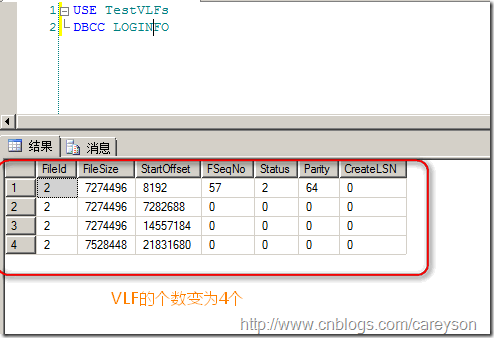 1 USE TestVLFs
2 DBCC LOGINFO
结果 消息
FileId FileSize StartOffset FSeqNo Status Parity CreateLSN
1 2 7274496 8192 57 2 64 0
2 2 7274496 7282688 0 0 0 0
3 2 7274496 14557184 0 0 0 0
4 2 7528448 21831680 0 0 0 0
VLF的个数变为4个
http://www.cnblogs.com/careyson